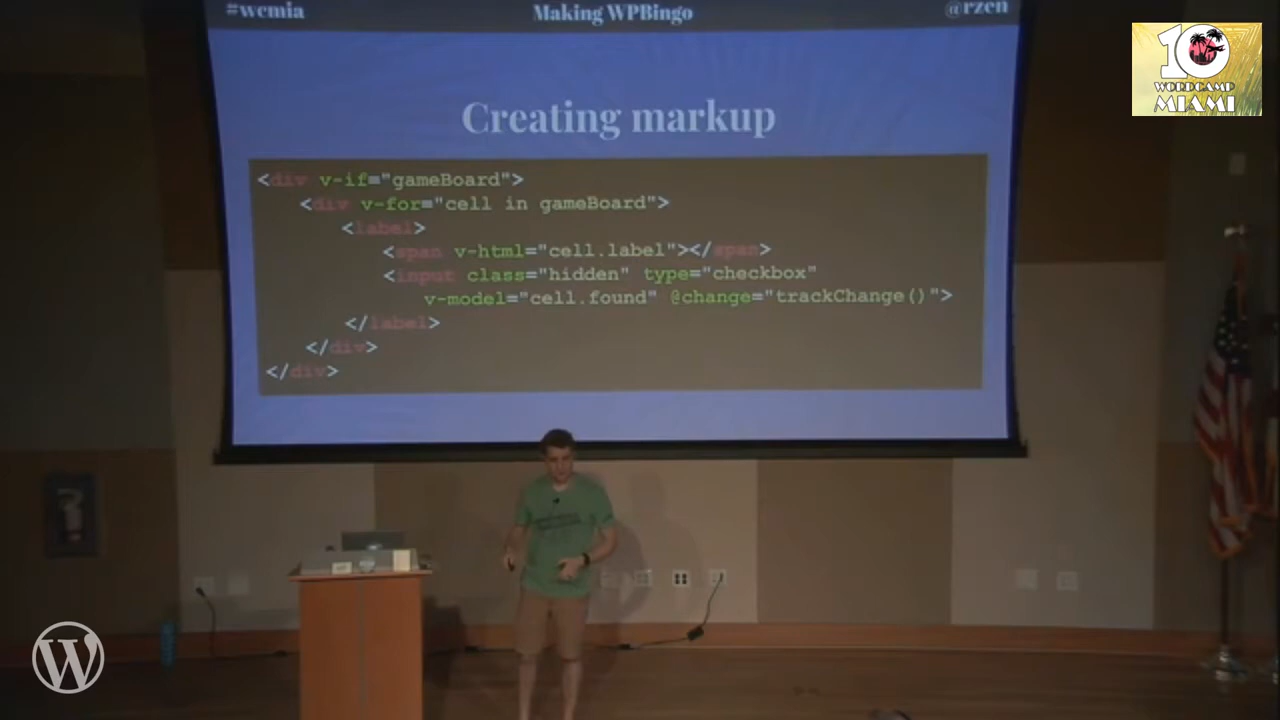 #wcmia
Making WPBingo
@rzen
10
WORDCAMP
MIAMI
Creating markup
<div v-if="gameBoard">
<div v-for="cell in gameBoard">
<label>
<span v-html="cell.label"></span>
<input class="hidden" type="checkbox"
v-model="cell.found" @change="trackChange()">
</label>
</div>
</div>